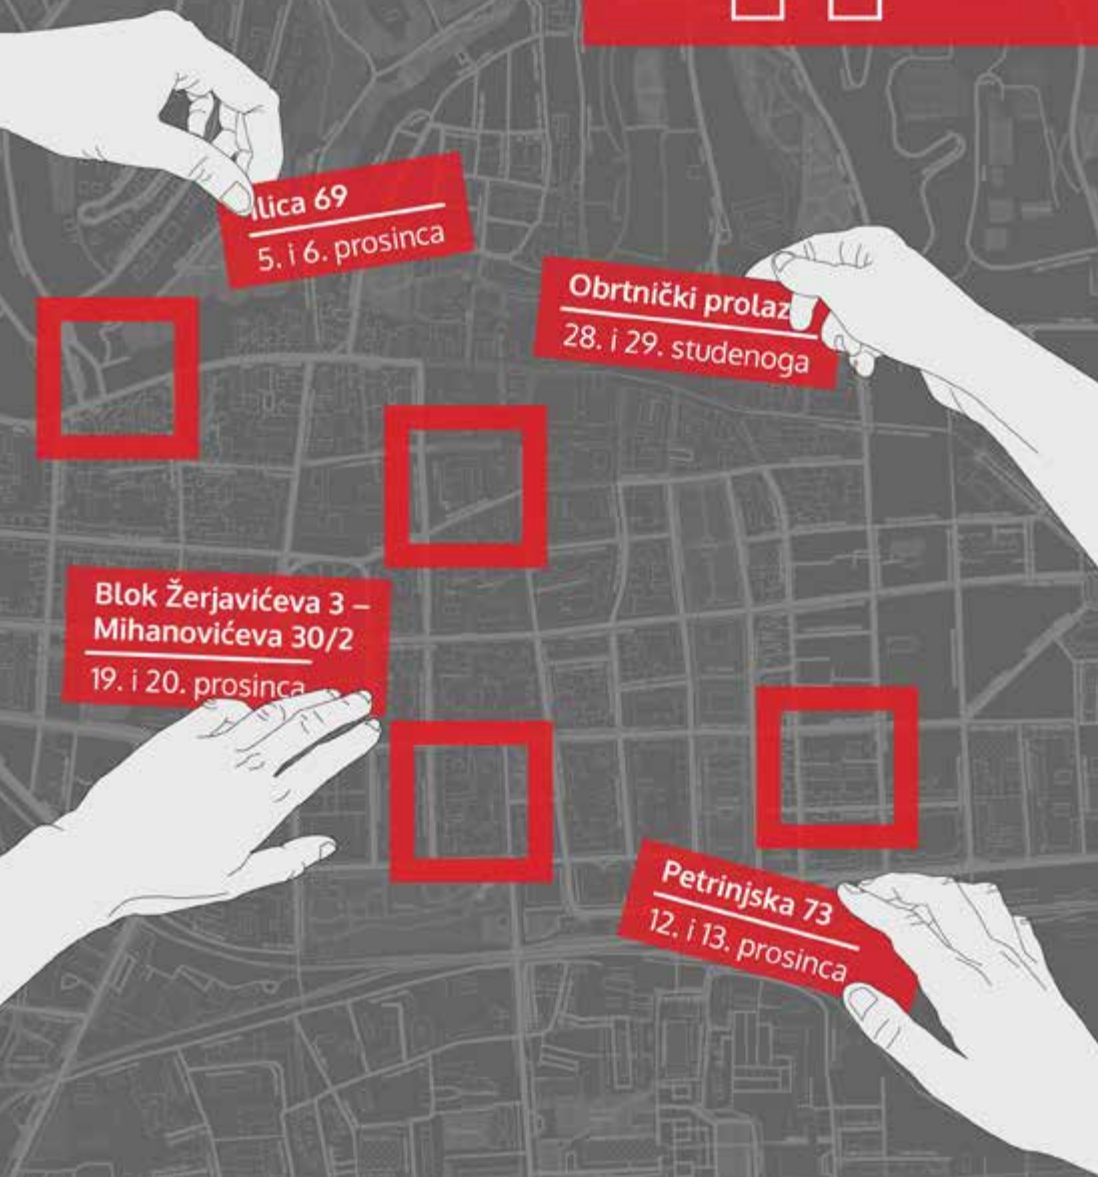 Ilica 69
5. i 6. prosinca
Obrtnički prolaz
28. i 29. studenoga
Blok Žerjavićeva 3 –
Mihanovićeva 30/2
19. i 20. prosinca
Petrinjska 73
12. i 13. prosinca